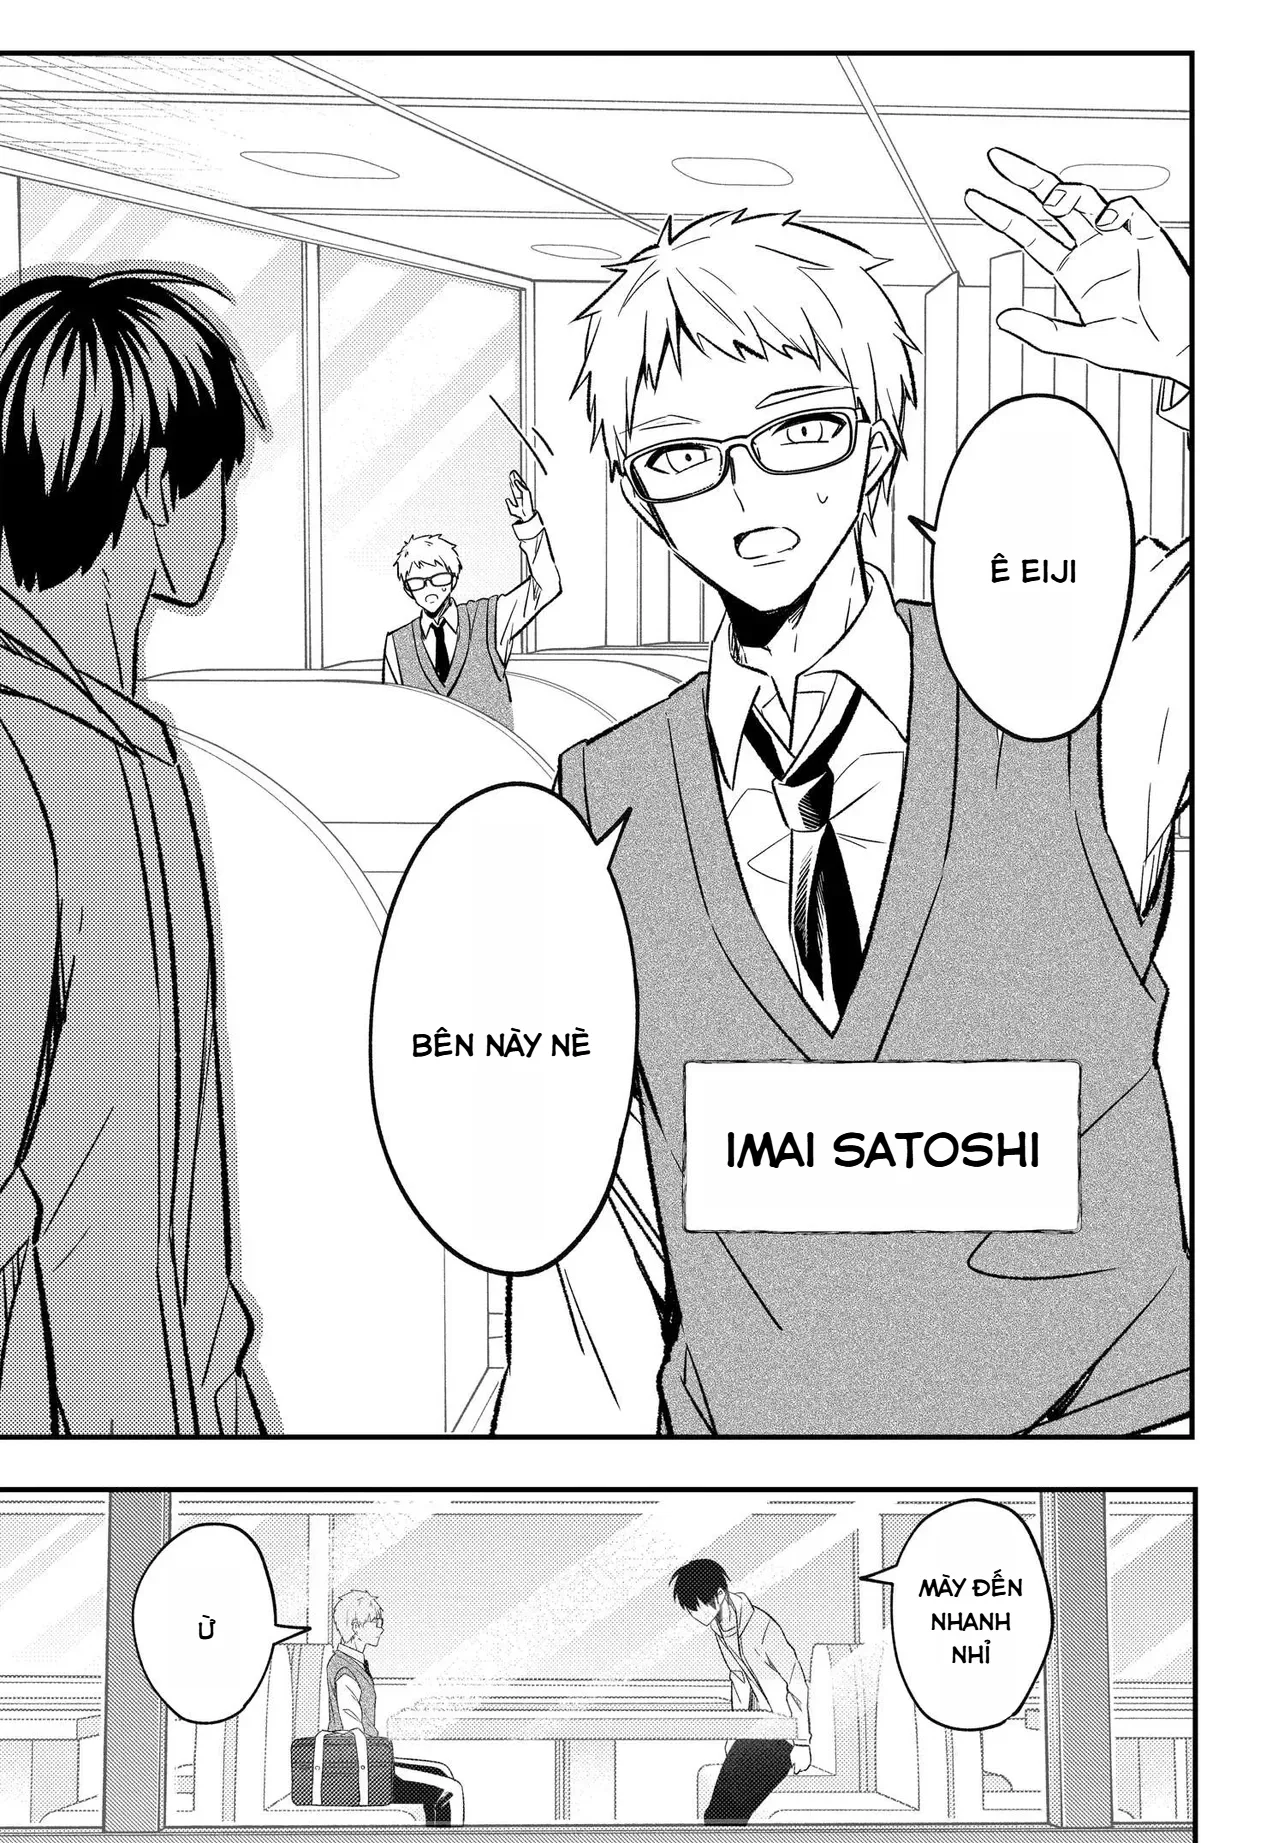 Ê EIJI
BÊN NÀY NÈ
IMAI SATOSHI
MÀY ĐẾN
NHANH
NHỈ
Ừ